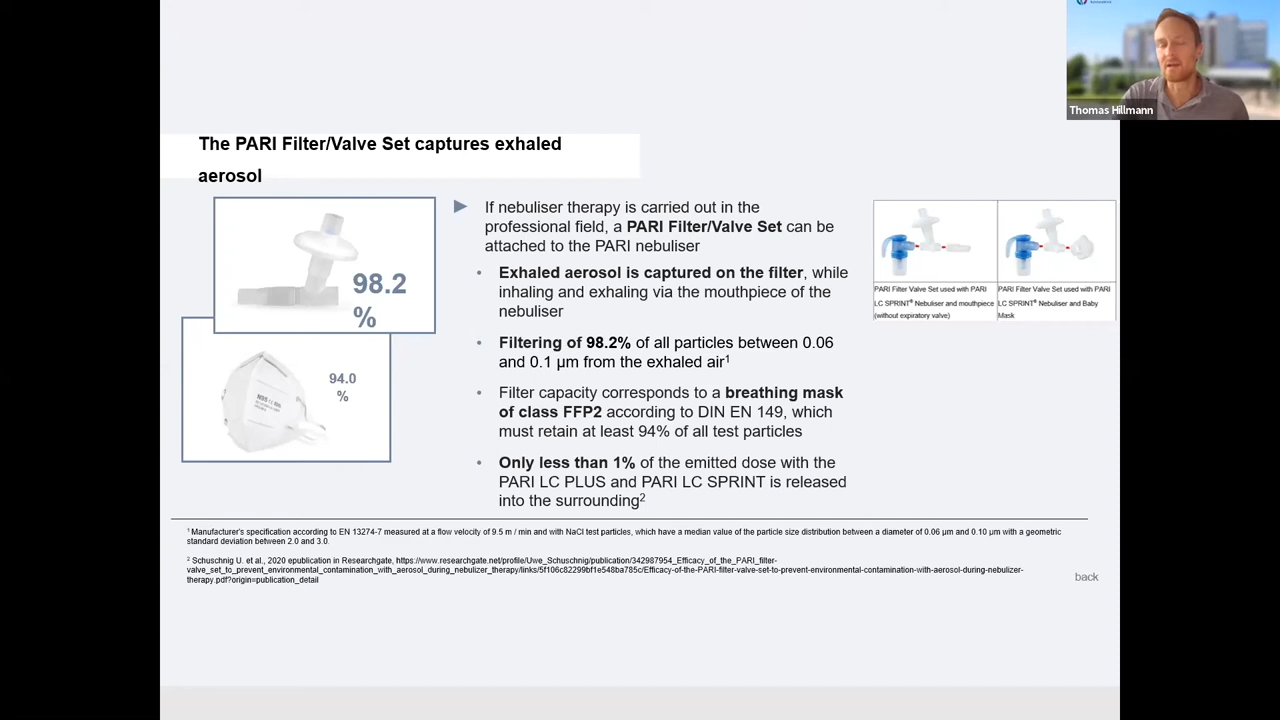 Thomas Hillmann
The PARI Filter/Valve Set captures exhaled
aerosol
98.2
%
94.0
%
If nebuliser therapy is carried out in the
professional field, a PARI Filter/Valve Set can be
attached to the PARI nebuliser
• Exhaled aerosol is captured on the filter, while
inhaling and exhaling via the mouthpiece of the
nebuliser
• Filtering of 98.2% of all particles between 0.06
and 0.1 µm from the exhaled air¹
• Filter capacity corresponds to a breathing mask
of class FFP2 according to DIN EN 149, which
must retain at least 94% of all test particles
• Only less than 1% of the emitted dose with the
PARI LC PLUS and PARI LC SPRINT is released
into the surrounding²
PARI Filter Valve Set used with PARI
LC SPRINT® Nebuliser and mouthpiece
(without expiratory valve)
PARI Filter Valve Set used with PARI
LC SPRINT® Nebuliser and Baby
Mask
¹ Manufacturer's specification according to EN 13274-7 measured at a flow velocity of 9.5 m / min and with NaCl test particles, which have a median value of the particle size distribution between a diameter of 0.06 µm and 0.10 µm with a geometric
standard deviation between 2.0 and 3.0.
² Schuschnig U. et al., 2020 epublication in Researchgate, https://www.researchgate.net/profile/Uwe_Schuschnig/publication/342987954_Efficacy_of_the_PARI_filter-
valve_set_to_prevent_environmental_contamination_with_aerosol_during_nebulizer_therapy/links/5f106c82299bf1e548ba785c/Efficacy-of-the-PARI-filter-valve-set-to-prevent-environmental-contamination-with-aerosol-during-nebulizer-
therapy.pdf?origin=publication_detail
back